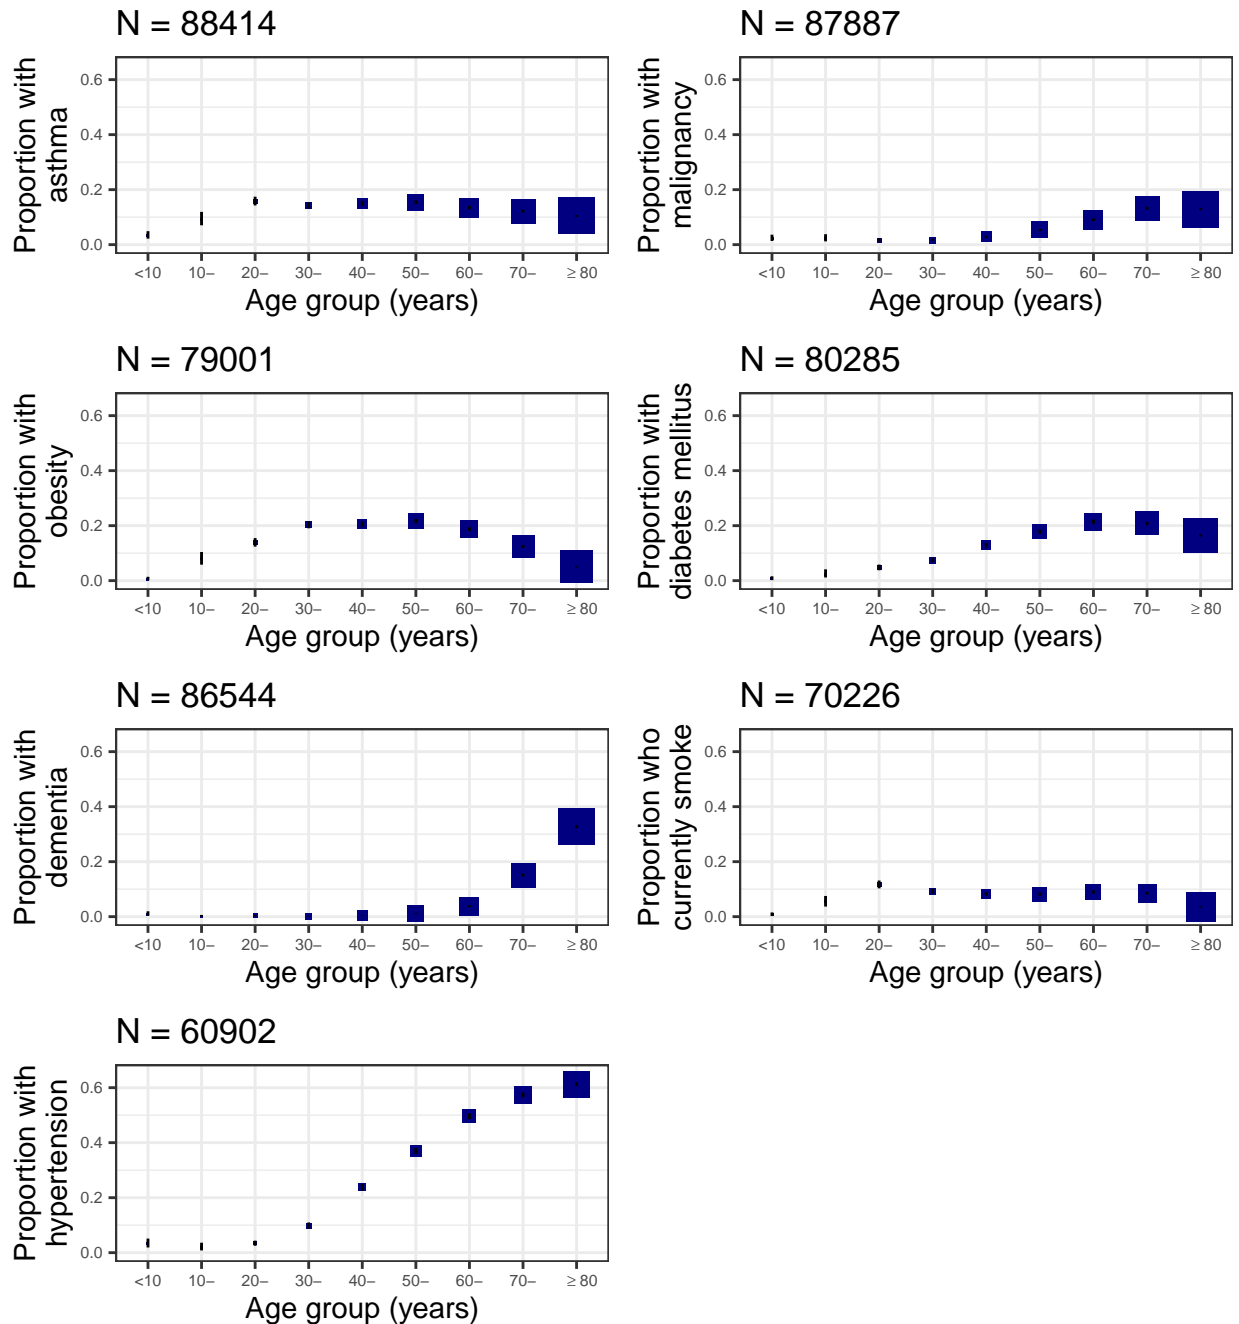 N = 88414
Proportion with
asthma
0.6
0.4
0.2
0.0
<10 10– 20– 30– 40– 50– 60– 70– ≥ 80
Age group (years)
N = 87887
Proportion with
malignancy
0.6
0.4
0.2
0.0
<10 10– 20– 30– 40– 50– 60– 70– ≥ 80
Age group (years)
N = 79001
Proportion with
obesity
0.6
0.4
0.2
0.0
<10 10– 20– 30– 40– 50– 60– 70– ≥ 80
Age group (years)
N = 80285
Proportion with
diabetes mellitus
0.6
0.4
0.2
0.0
<10 10– 20– 30– 40– 50– 60– 70– ≥ 80
Age group (years)
N = 86544
Proportion with
dementia
0.6
0.4
0.2
0.0
<10 10– 20– 30– 40– 50– 60– 70– ≥ 80
Age group (years)
N = 70226
Proportion who
currently smoke
0.6
0.4
0.2
0.0
<10 10– 20– 30– 40– 50– 60– 70– ≥ 80
Age group (years)
N = 60902
Proportion with
hypertension
0.6
0.4
0.2
0.0
<10 10– 20– 30– 40– 50– 60– 70– ≥ 80
Age group (years)